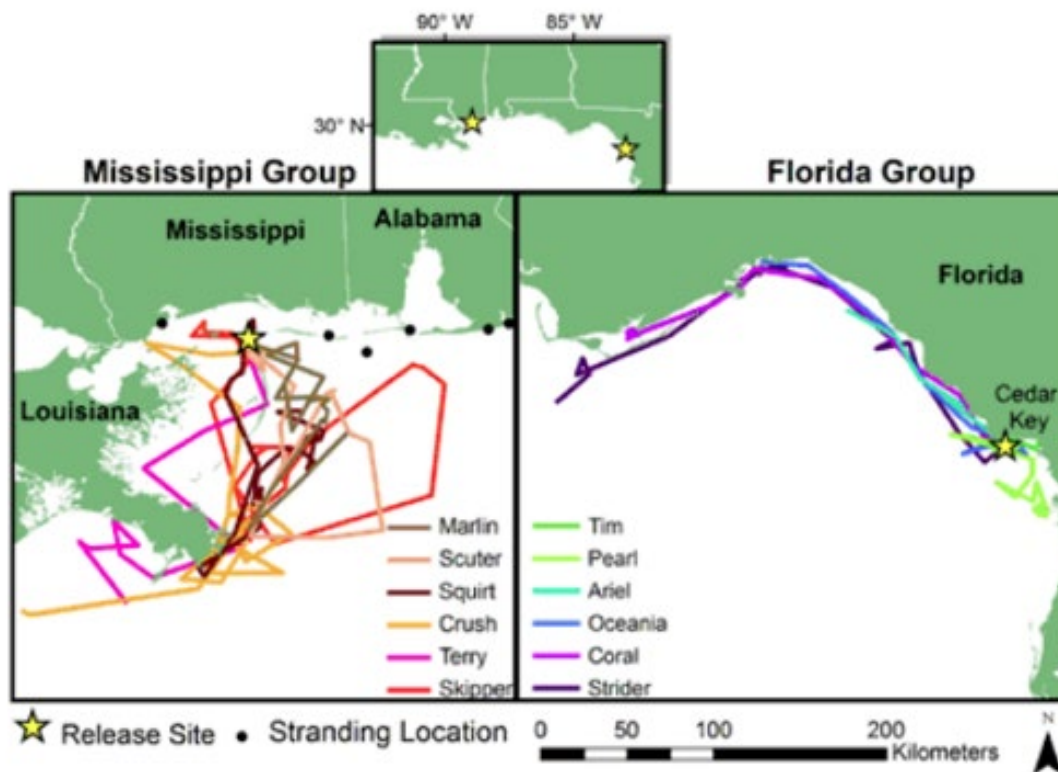 90° W 85° W
30° N
Mississippi Group Florida Group
Mississippi
Alabama
Louisiana
Marlin
Scuter
Squirt
Crush
Terry
Skipper
Florida
Cedar
Key
Tim
Pearl
Ariel
Oceania
Coral
Strider
Release Site Stranding Location
0 50 100 200
Kilometers
N